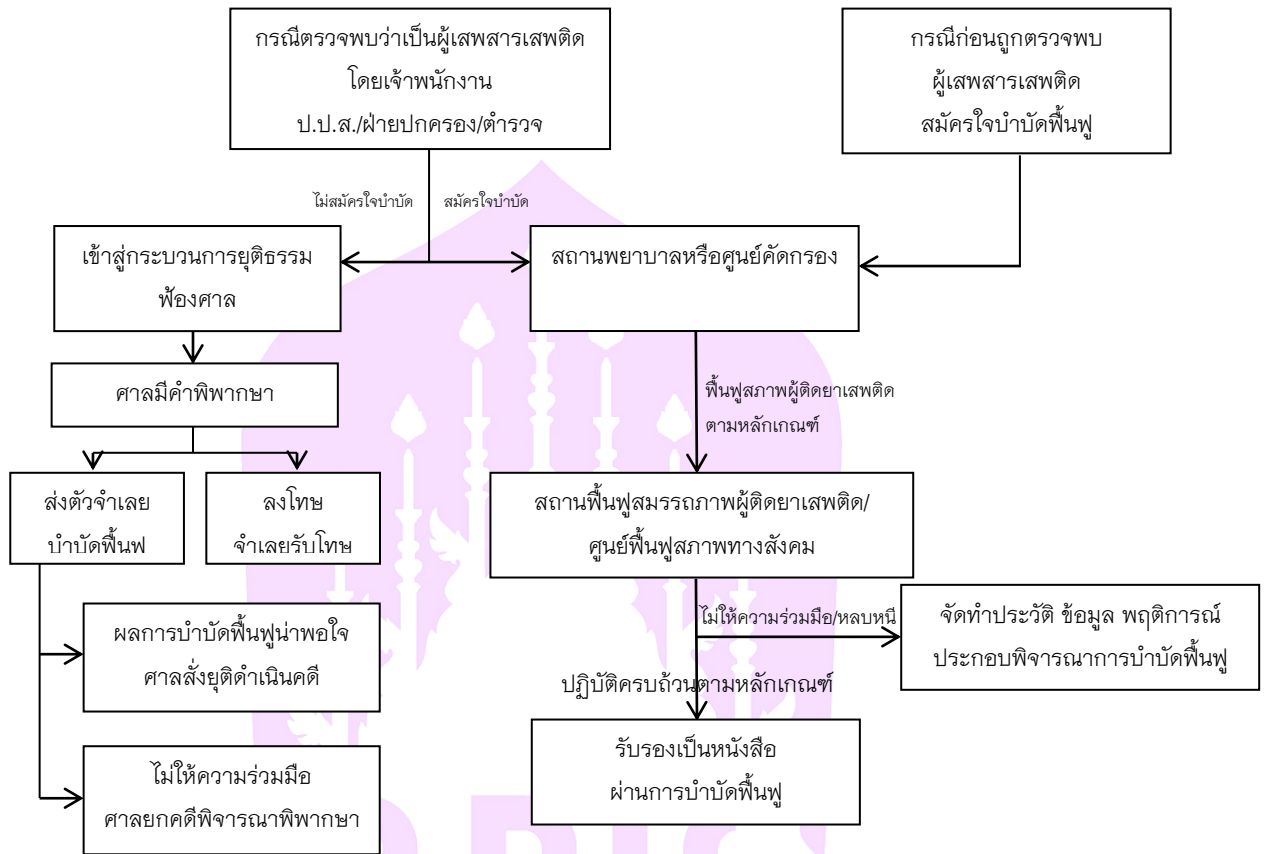 กรณีตรวจพบว่าเป็นผู้เสพสารเสพติด
โดยเจ้าพนักงาน
ป.ป.ส./ฝ่ายปกครอง/ตำรวจ
กรณีก่อนถูกตรวจพบ
ผู้เสพสารเสพติด
สมัครใจบำบัดฟื้นฟู
ไม่สมัครใจบำบัด
สมัครใจบำบัด
เข้าสู่กระบวนการยุติธรรม
ฟ้องศาล
สถานพยาบาลหรือศูนย์คัดกรอง
ศาลมีคำพิพากษา
ฟื้นฟูสภาพผู้ติดยาเสพติด
ตามหลักเกณฑ์
ส่งตัวจำเลย
บำบัดฟื้นฟ
ลงโทษ
จำเลยรับโทษ
สถานฟื้นฟูสมรรถภาพผู้ติดยาเสพติด/
ศูนย์ฟื้นฟูสภาพทางสังคม
ผลการบำบัดฟื้นฟูน่าพอใจ
ศาลสั่งยุติดำเนินคดี
ไม่ให้ความร่วมมือ/หลบหนี
จัดทำประวัติ ข้อมูล พฤติการณ์
ประกอบพิจารณาการบำบัดฟื้นฟู
ปฏิบัติครบถ้วนตามหลักเกณฑ์
ไม่ให้ความร่วมมือ
ศาลยกคดีพิจารณาพิพากษา
รับรองเป็นหนังสือ
ผ่านการบำบัดฟื้นฟู